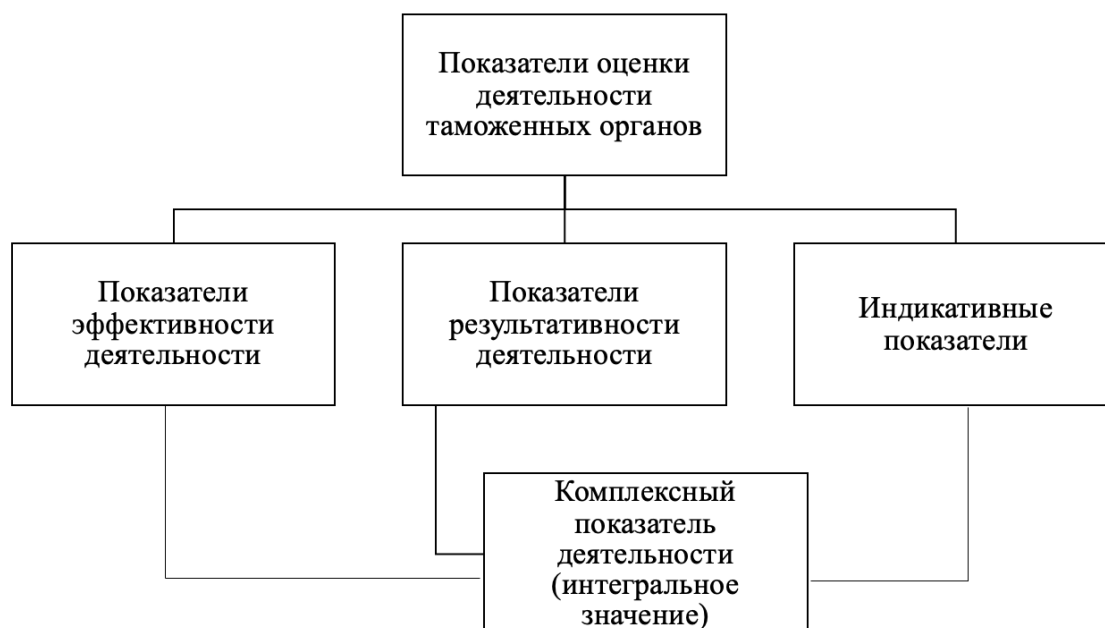 Показатели оценки
деятельности
таможенных органов
Показатели
эффективности
деятельности
Показатели
результативности
деятельности
Индикативные
показатели
Комплексный
показатель
деятельности
(интегральное
значение)